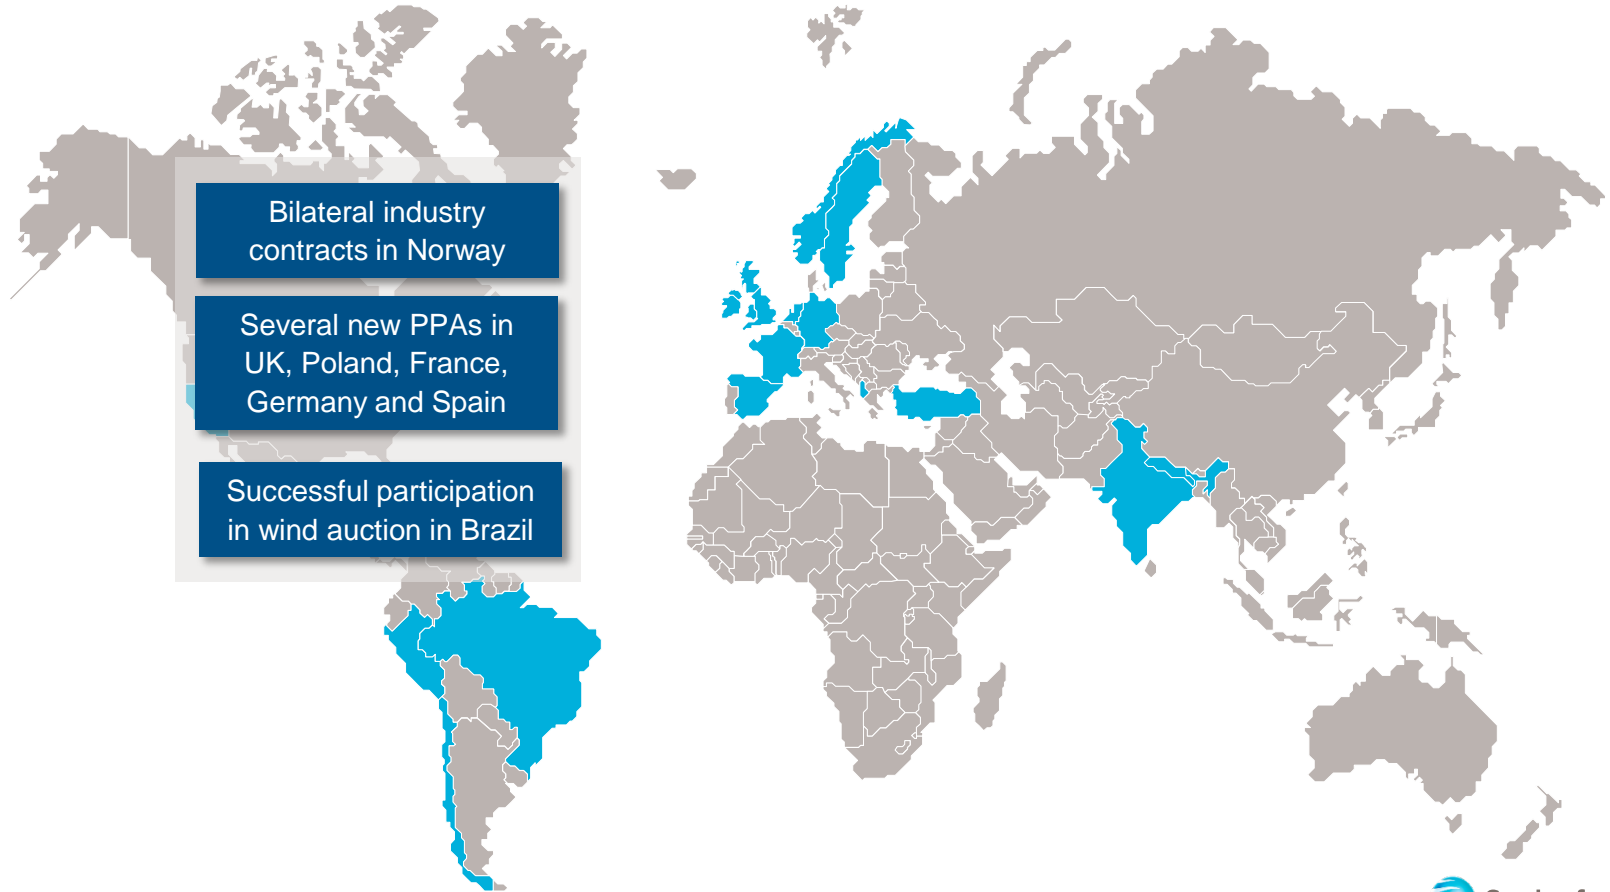 Bilateral industry
contracts in Norway
Several new PPAs in
UK, Poland, France,
Germany and Spain
Successful participation
in wind auction in Brazil